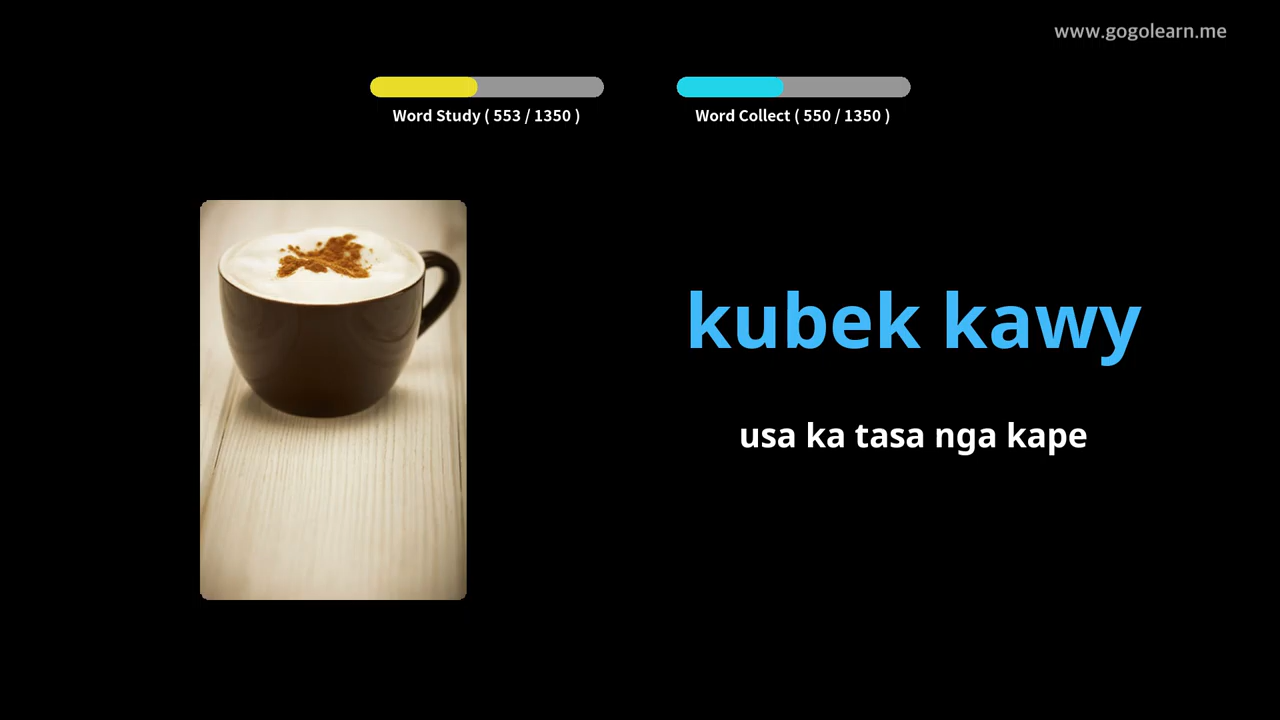 www.gogolearn.me
Word Study ( 553 / 1350 )
Word Collect ( 550 / 1350 )
kubek kawy
usa ka tasa nga kape